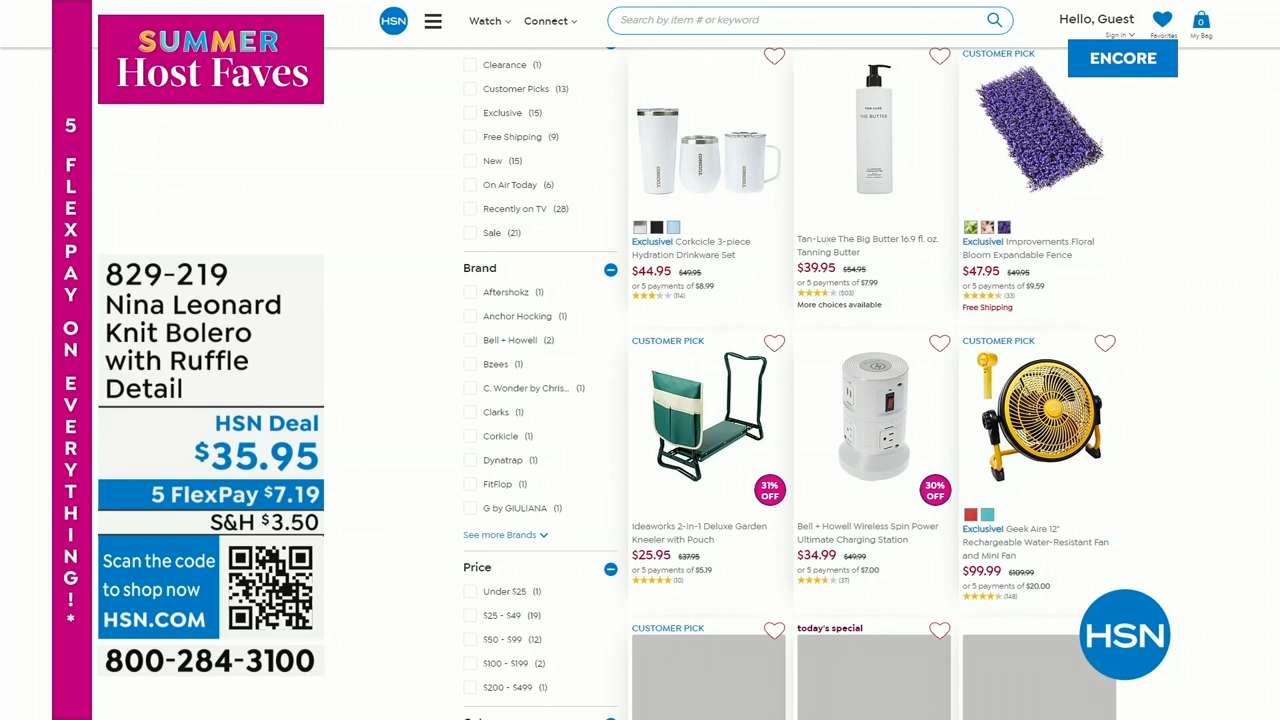 SUMMER
Host Faves
5 FLEXPAY ON EVERYTHING!*
829-219
Nina Leonard
Knit Bolero
with Ruffle
Detail
HSN Deal
$35.95
5 FlexPay $7.19
S&H $3.50
Scan the code
to shop now
HSN.COM
800-284-3100
HSN
Watch
Connect
Search by item # or keyword
Hello, Guest
Sign In
Favorites
0
My Bag
ENCORE
Clearance (1)
Customer Picks (13)
Exclusive (15)
Free Shipping (9)
New (15)
On Air Today (6)
Recently on TV (28)
Sale (21)
Brand
Aftershokz (1)
Anchor Hocking (1)
Bell + Howell (2)
Bzees (1)
C. Wonder by Chris... (1)
Clarks (1)
Corkicle (1)
Dynatrap (1)
FitFlop (1)
G by GIULIANA (1)
See more Brands
Price
Under $25 (1)
$25 - $49 (19)
$50 - $99 (12)
$100 - $199 (2)
$200 - $499 (1)
CORKCICLE
CORKCICLE
CORKCICLE
Exclusive! Corkcicle 3-piece
Hydration Drinkware Set
$44.95 $49.95
or 5 payments of $8.99
(114)
TAN-LUXE
THE BUTTER
Tan-Luxe The Big Butter 16.9 fl. oz.
Tanning Butter
$39.95 $54.95
or 5 payments of $7.99
(503)
More choices available
CUSTOMER PICK
Exclusive! Improvements Floral
Bloom Expandable Fence
$47.95 $49.95
or 5 payments of $9.59
(33)
Free Shipping
CUSTOMER PICK
31%
OFF
Ideaworks 2-in-1 Deluxe Garden
Kneeler with Pouch
$25.95 $37.95
or 5 payments of $5.19
(10)
30%
OFF
Bell + Howell Wireless Spin Power
Ultimate Charging Station
$34.99 $49.99
or 5 payments of $7.00
(37)
CUSTOMER PICK
Exclusive! Geek Aire 12"
Rechargeable Water-Resistant Fan
and Mini Fan
$99.99 $109.99
or 5 payments of $20.00
(148)
CUSTOMER PICK
today's special
HSN